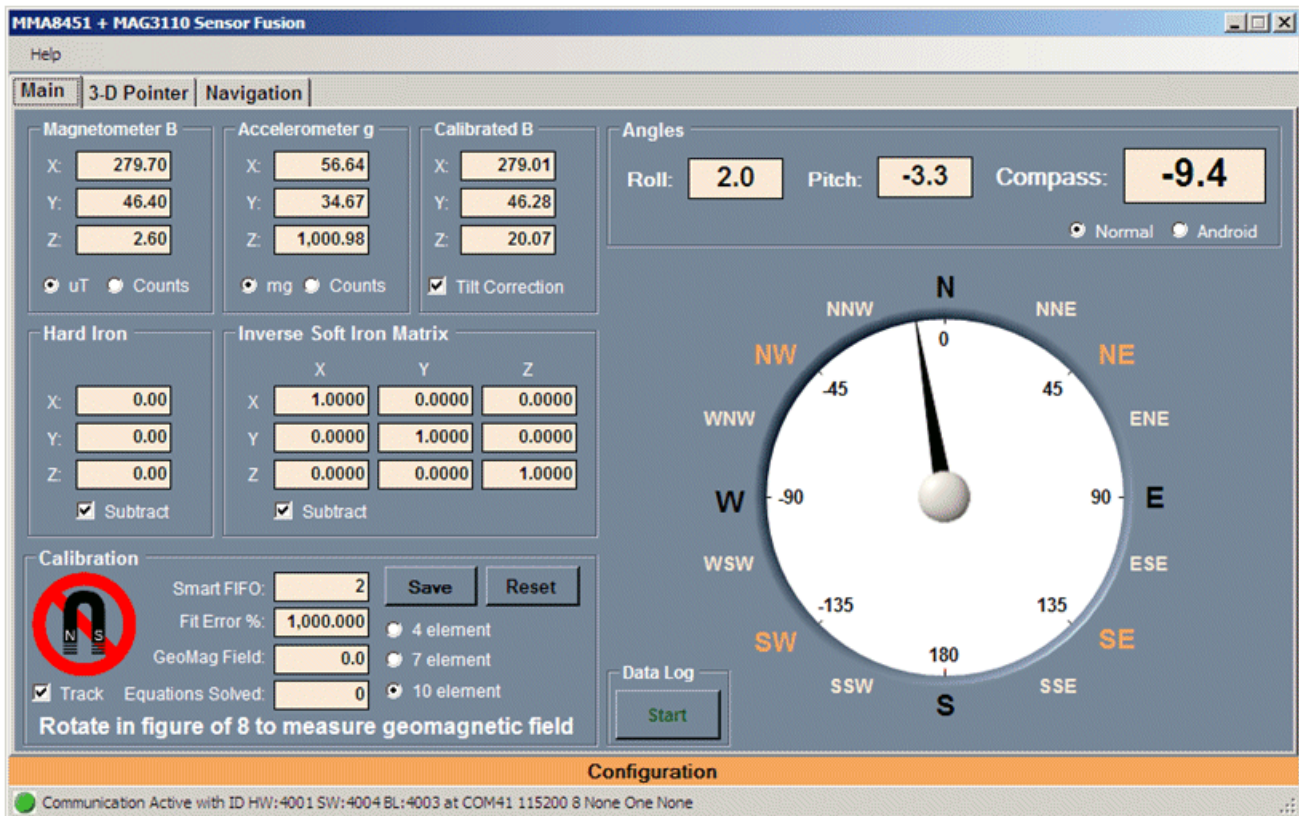 MMA8451 + MAG3110 Sensor Fusion
Help
Main 3-D Pointer Navigation
Magnetometer B
X: 279.70
Y: 46.40
Z: 2.60
uT Counts
Accelerometer g
X: 56.64
Y: 34.67
Z: 1,000.98
mg Counts
Calibrated B
X: 279.01
Y: 46.28
Z: 20.07
Tilt Correction
Angles
Roll: 2.0 Pitch: -3.3 Compass: -9.4
Normal Android
Hard Iron
X: 0.00
Y: 0.00
Z: 0.00
Subtract
Inverse Soft Iron Matrix
X Y Z
X 1.0000 0.0000 0.0000
Y 0.0000 1.0000 0.0000
Z 0.0000 0.0000 1.0000
Subtract
N
NNW NNE
0
NW NE
-45 45
WNW ENE
W -90 90 E
WSW ESE
-135 135
SW SE
180
SSW SSE
S
Calibration
N S
Smart FIFO: 2
Fit Error %: 1,000.000
GeoMag Field: 0.0
Track Equations Solved: 0
Save Reset
4 element
7 element
10 element
Rotate in figure of 8 to measure geomagnetic field
Data Log
Start
Configuration
Communication Active with ID HW:4001 SW:4004 BL:4003 at COM41 115200 8 None One None